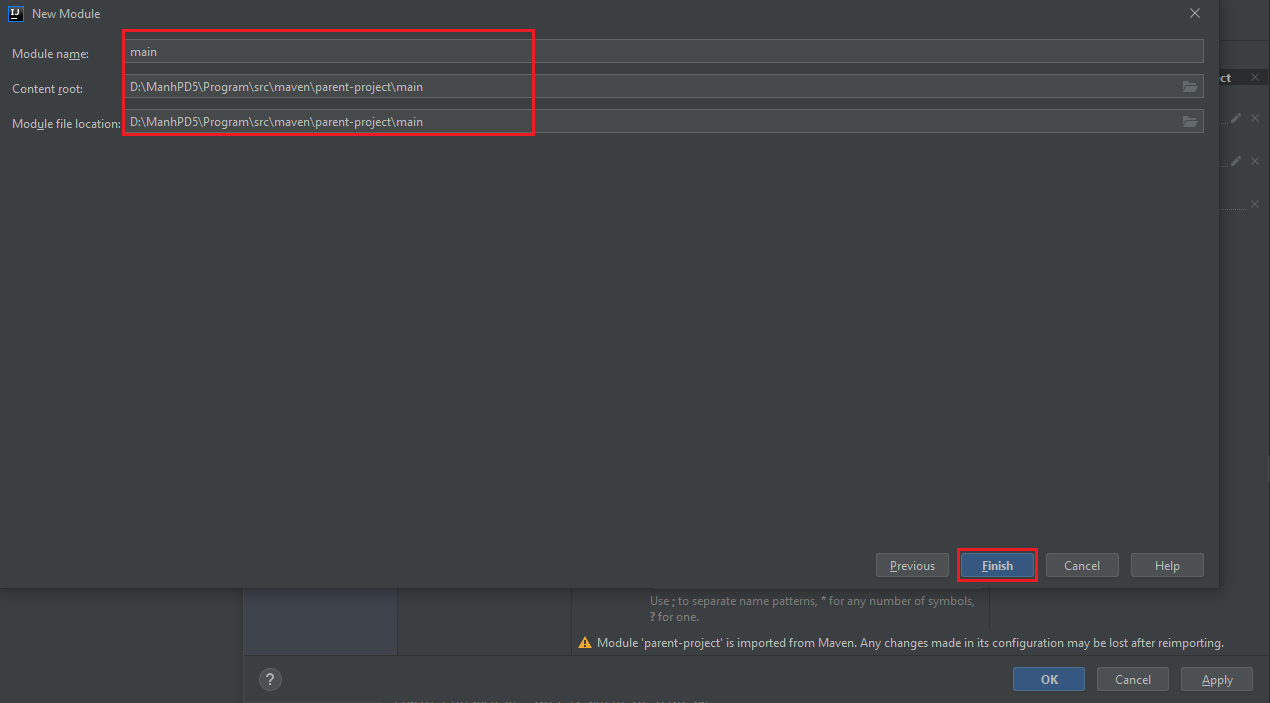 New Module
Module name: main
Content root: D:\ManhPD5\Program\src\maven\parent-project\main
Module file location: D:\ManhPD5\Program\src\maven\parent-project\main
ct
Previous Finish Cancel Help
Use ; to separate name patterns, * for any number of symbols,
? for one.
Module 'parent-project' is imported from Maven. Any changes made in its configuration may be lost after reimporting.
? OK Cancel Apply